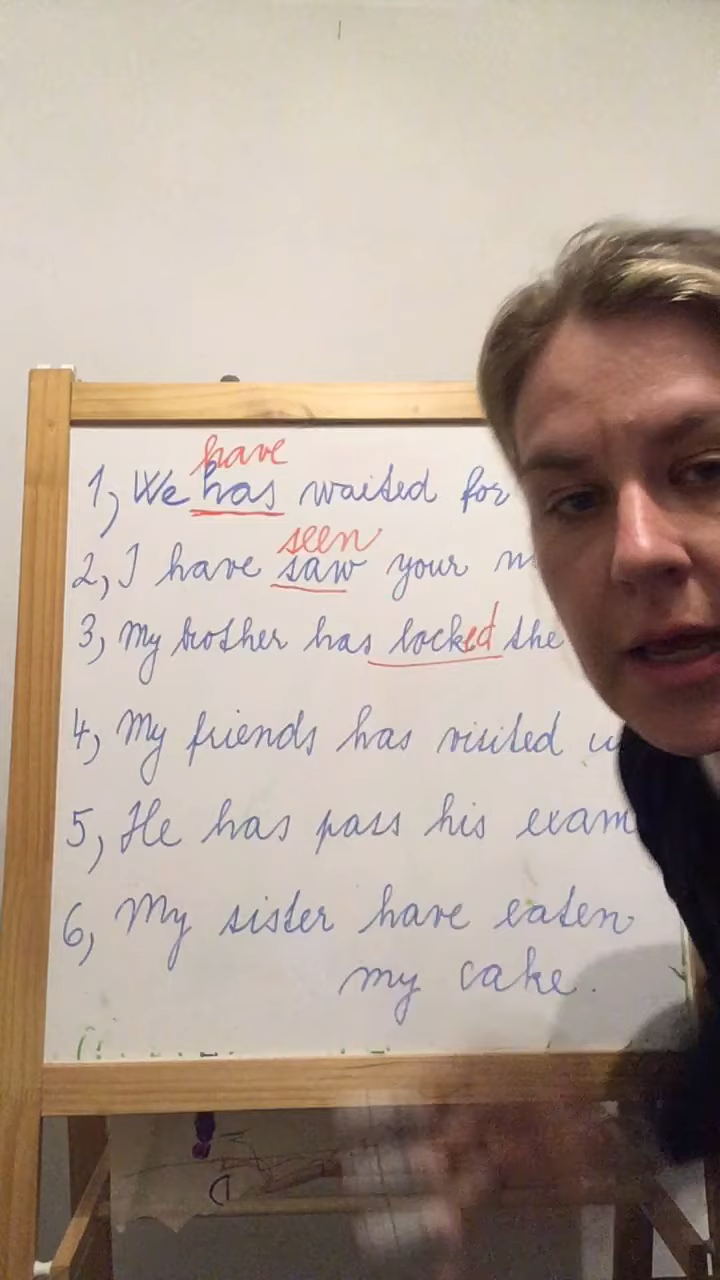 have
1, We has waited for
seen
2, I have saw your
3, My brother has locked the
4, My friends has visited
5, He has pass his exam
6, My sister have eaten
my cake.